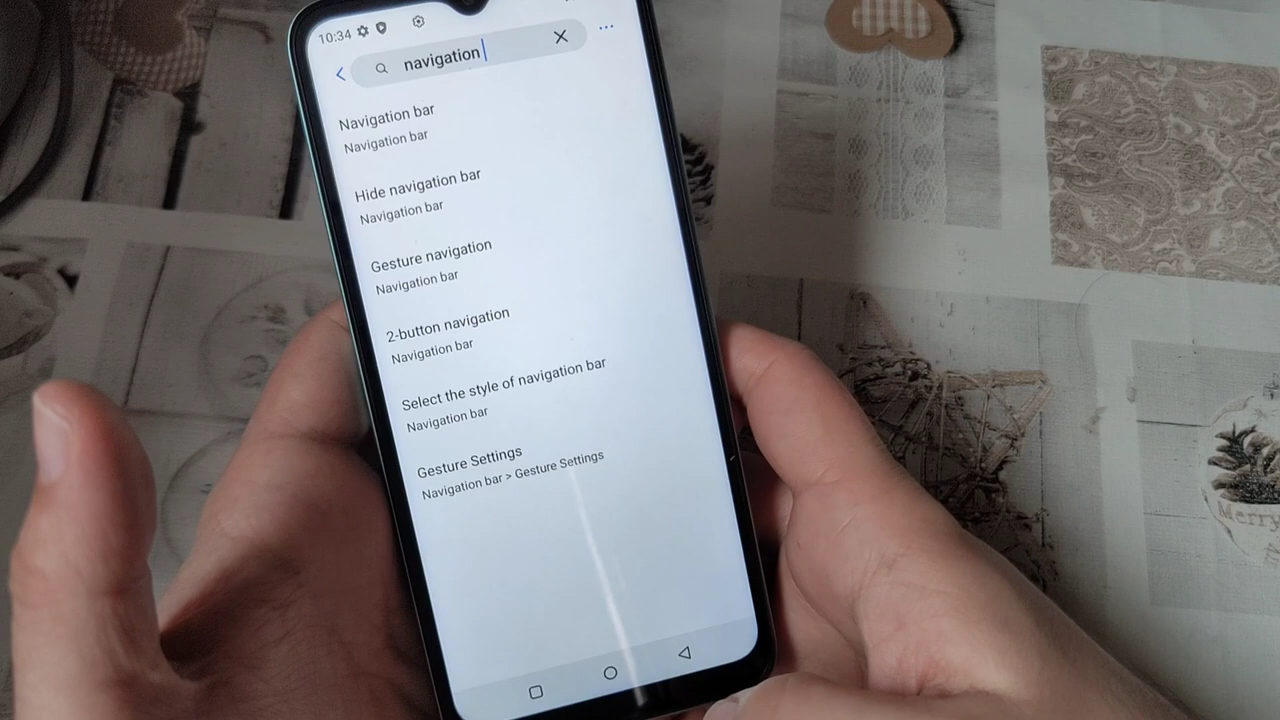 10:34
navigation
Navigation bar
Navigation bar
Hide navigation bar
Navigation bar
Gesture navigation
Navigation bar
2-button navigation
Navigation bar
Select the style of navigation bar
Navigation bar
Gesture Settings
Navigation bar > Gesture Settings
Merry